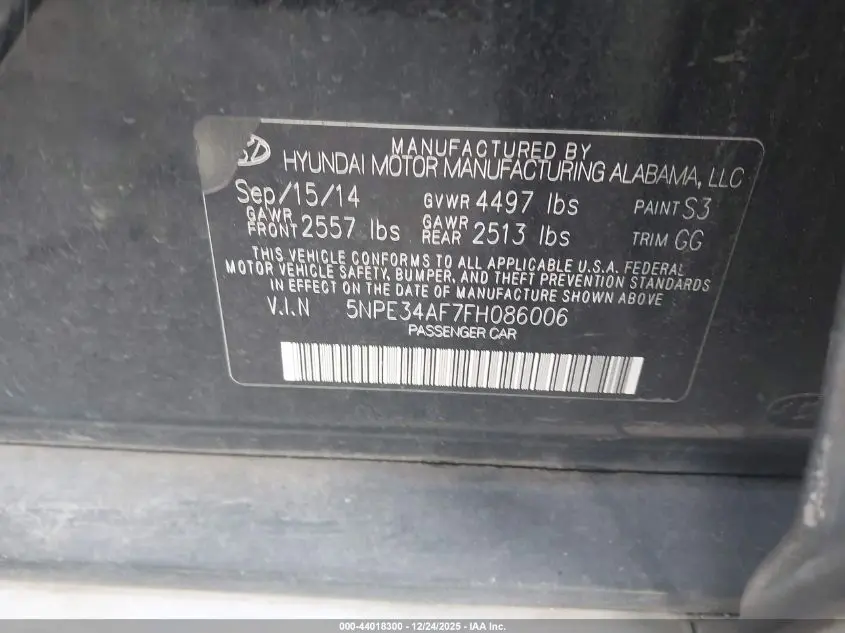 MANUFACTURED BY
HYUNDAI MOTOR MANUFACTURING ALABAMA, LLC
Sep/15/14 GVWR 4497 lbs PAINT S3
GAWR FRONT 2557 lbs GAWR REAR 2513 lbs TRIM GG
THIS VEHICLE CONFORMS TO ALL APPLICABLE U.S.A. FEDERAL
MOTOR VEHICLE SAFETY, BUMPER, AND THEFT PREVENTION STANDARDS
IN EFFECT ON THE DATE OF MANUFACTURE SHOWN ABOVE
V.I.N 5NPE34AF7FH086006
PASSENGER CAR
000-44018300 - 12/24/2025 - IAA Inc.